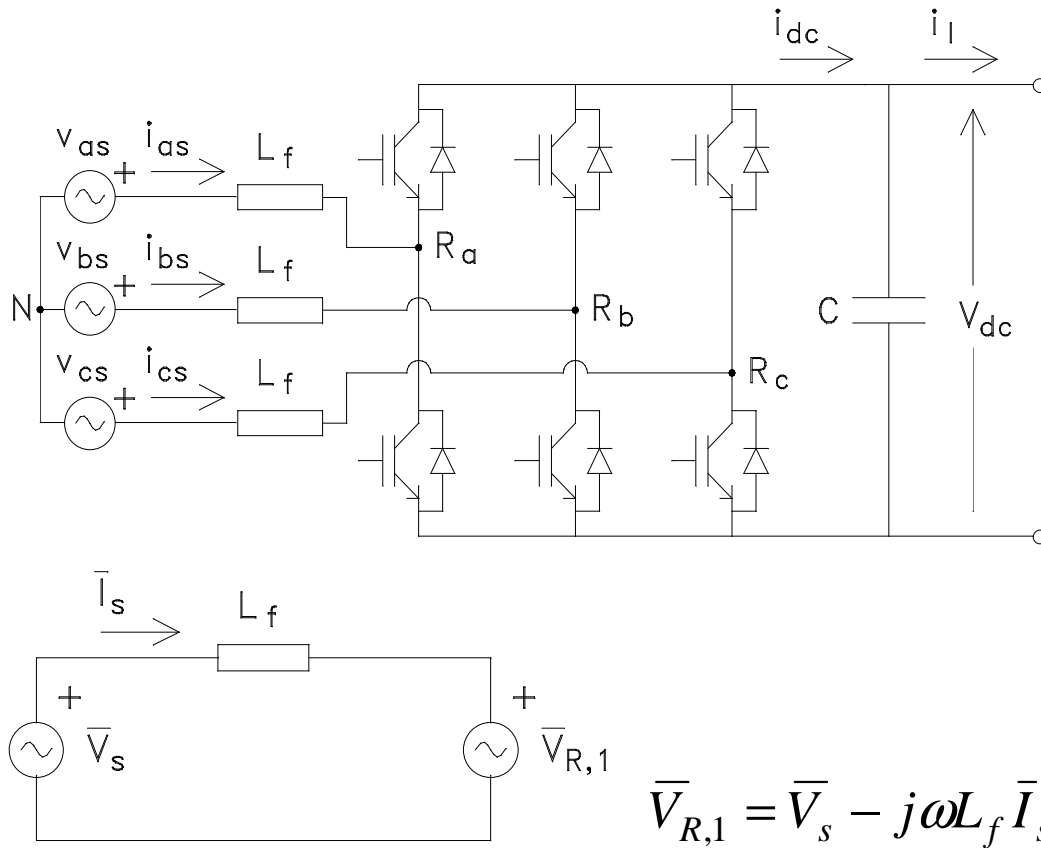 i_dc i_l
v_as + i_as L_f
R_a
v_bs + i_bs L_f
N R_b
C V_dc
v_cs + i_cs L_f
R_c
Ī_s L_f
+ +
V̄_s V̄_R,1
V̄_R,1 = V̄_s − jωL_f Ī_s